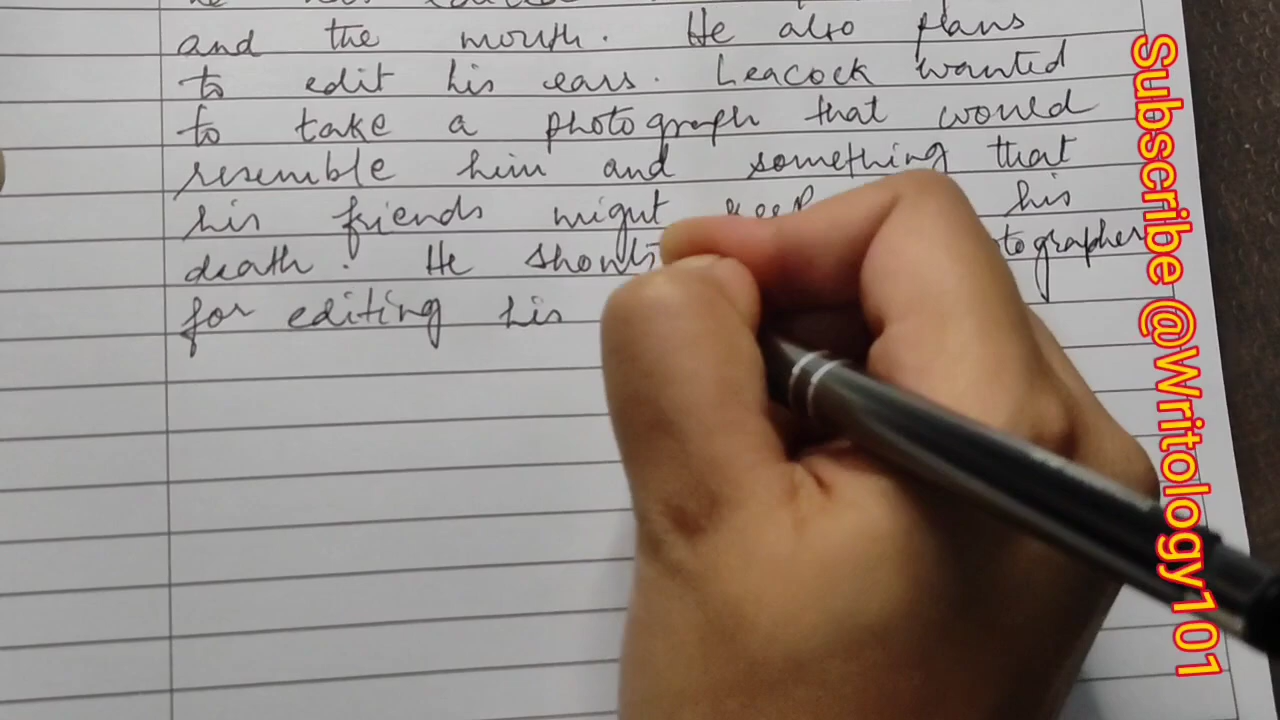 and the mouth. He also plans
to edit his ears. Leacock wanted
to take a photograph that would
resemble him and something that
his friends might keep his
death. He
for editing his
Subscribe @Writology101